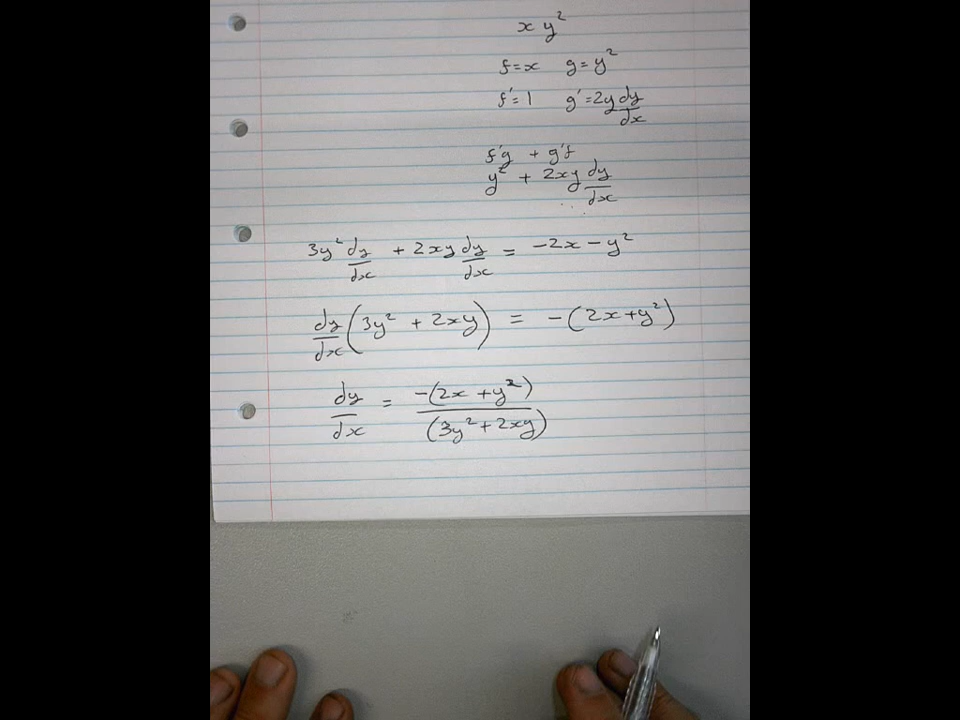 x y²
f=x g=y²
f'=1 g'=2y dy/dx
f'g + g'f
y² + 2xy dy/dx
3y² dy/dx + 2xy dy/dx = -2x - y²
dy/dx (3y² + 2xy) = -(2x+y²)
dy/dx = -(2x+y²)/(3y²+2xy)